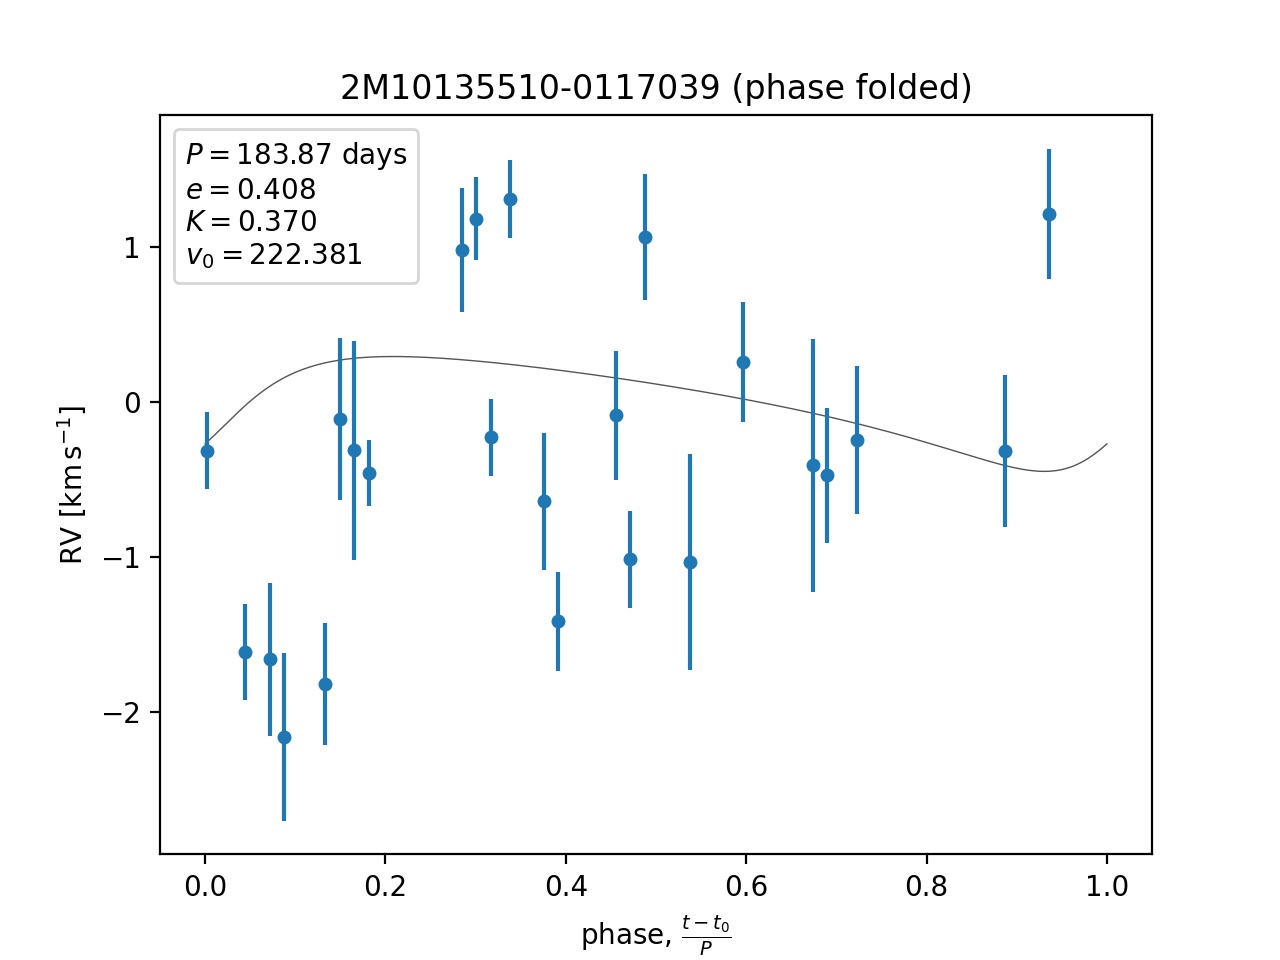 2M10135510-0117039 (phase folded)
P = 183.87 days
e = 0.408
K = 0.370
v₀ = 222.381
RV [km s⁻¹]
1
0
−1
−2
0.0 0.2 0.4 0.6 0.8 1.0
phase, (t − t₀)/P